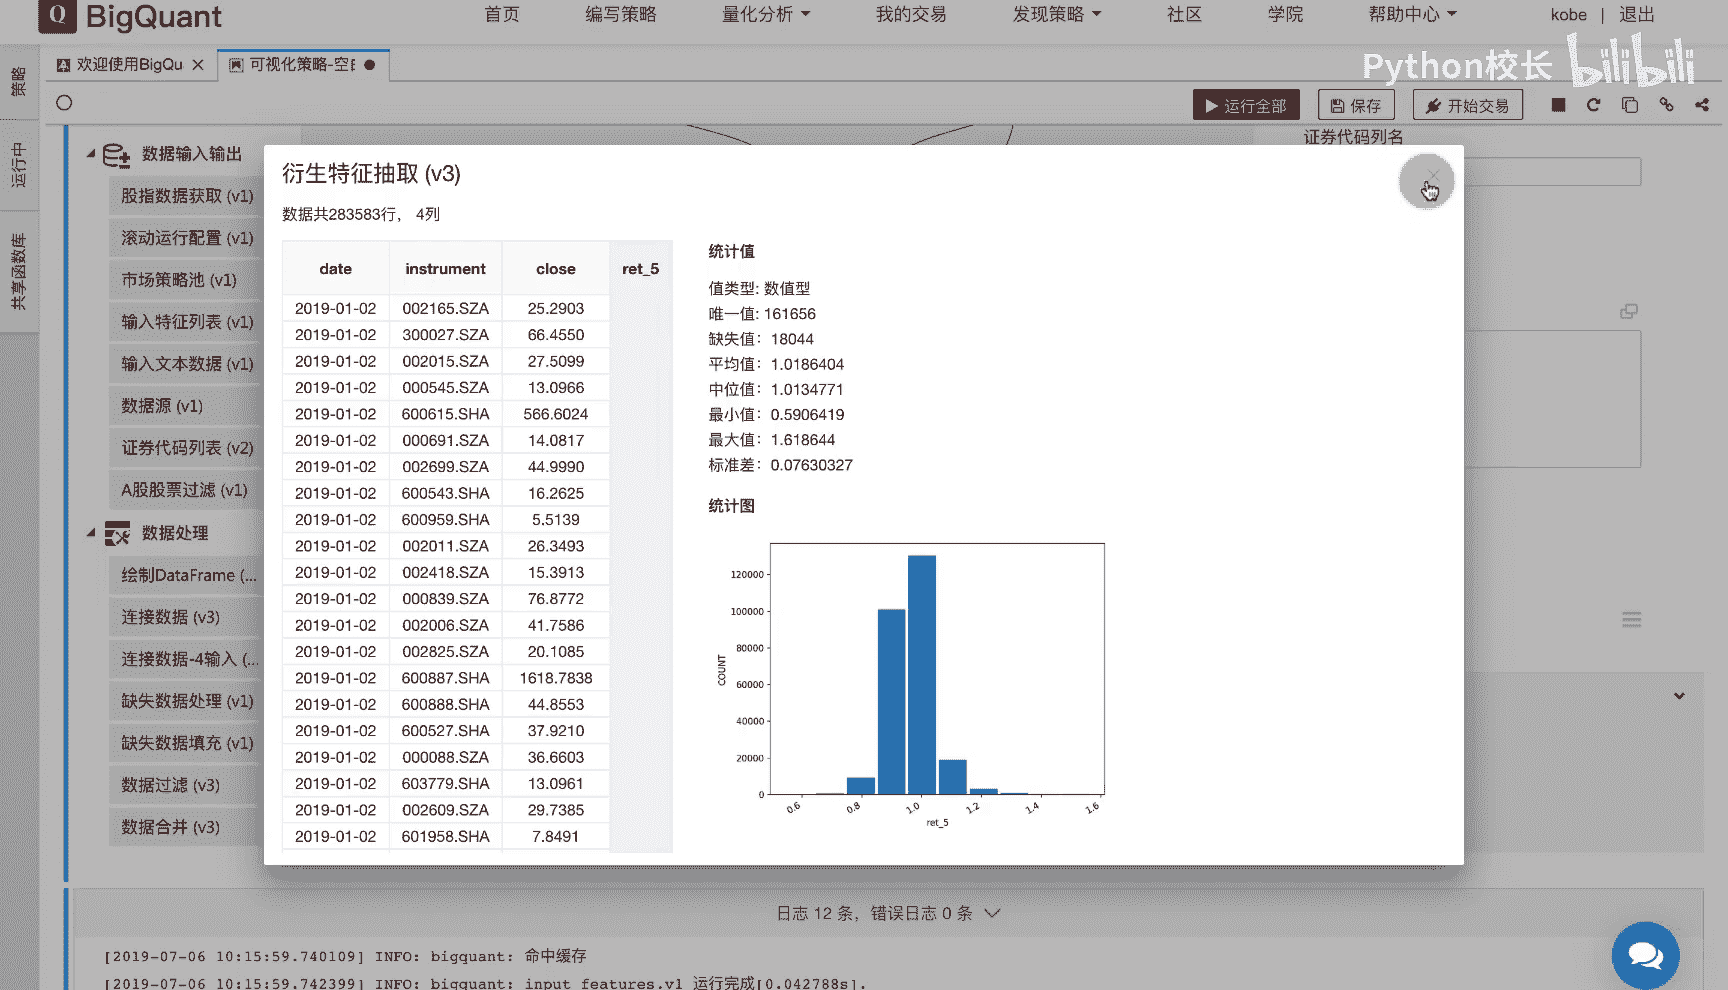 BigQuant
首页 编写策略 量化分析 我的交易 发现策略 社区 学院 帮助中心 kobe | 退出
欢迎使用BigQu
可视化策略-空白
Python校长 bilibili
运行全部 保存 开始交易
策略
运行中
共享函数库
数据输入输出
股指数据获取 (v1)
滚动运行配置 (v1)
市场策略池 (v1)
输入特征列表 (v1)
输入文本数据 (v1)
数据源 (v1)
证券代码列表 (v2)
A股股票过滤 (v1)
数据处理
绘制DataFrame (...
连接数据 (v3)
连接数据-4输入 (...
缺失数据处理 (v1)
缺失数据填充 (v1)
数据过滤 (v3)
数据合并 (v3)
证券代码列名
衍生特征抽取 (v3)
数据共283583行， 4列
date instrument close ret_5
2019-01-02 002165.SZA 25.2903
2019-01-02 300027.SZA 66.4550
2019-01-02 002015.SZA 27.5099
2019-01-02 000545.SZA 13.0966
2019-01-02 600615.SHA 566.6024
2019-01-02 000691.SZA 14.0817
2019-01-02 002699.SZA 44.9990
2019-01-02 600543.SHA 16.2625
2019-01-02 600959.SHA 5.5139
2019-01-02 002011.SZA 26.3493
2019-01-02 002418.SZA 15.3913
2019-01-02 000839.SZA 76.8772
2019-01-02 002006.SZA 41.7586
2019-01-02 002825.SZA 20.1085
2019-01-02 600887.SHA 1618.7838
2019-01-02 600888.SHA 44.8553
2019-01-02 600527.SHA 37.9210
2019-01-02 000088.SZA 36.6603
2019-01-02 603779.SHA 13.0961
2019-01-02 002609.SZA 29.7385
2019-01-02 601958.SHA 7.8491
统计值
值类型: 数值型
唯一值: 161656
缺失值: 18044
平均值: 1.0186404
中位值: 1.0134771
最小值: 0.5906419
最大值: 1.618644
标准差: 0.07630327
统计图
COUNT
120000
100000
80000
60000
40000
20000
0
0.6 0.8 1.0 1.2 1.4 1.6
ret_5
日志 12 条，错误日志 0 条
[2019-07-06 10:15:59.740109] INFO: bigquant: 命中缓存
[2019-07-06 10:15:59.742399] INFO: bigquant: input_features.v1 运行完成[0.042788s].